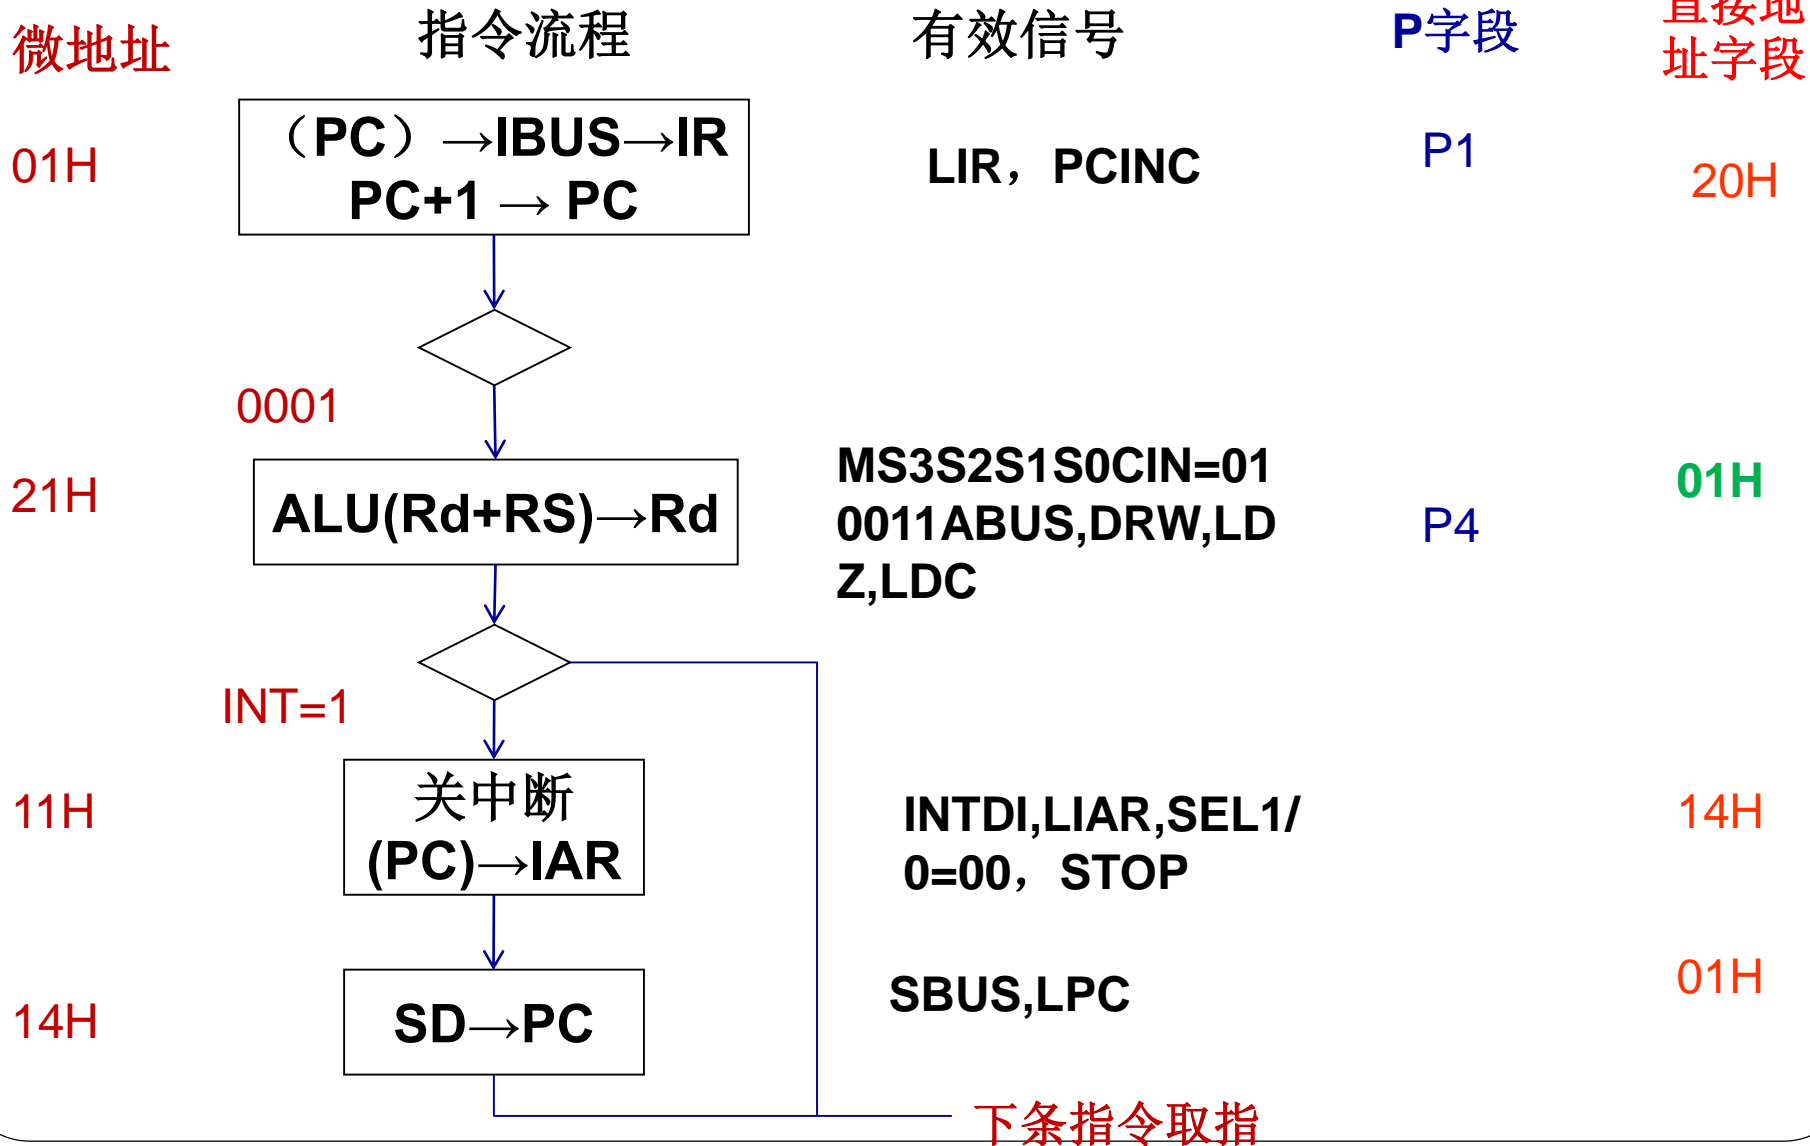 微地址
指令流程
有效信号
P字段
直接地
址字段
01H
（PC）→IBUS→IR
PC+1 → PC
LIR，PCINC
P1
20H
0001
21H
ALU(Rd+RS)→Rd
MS3S2S1S0CIN=01
0011ABUS,DRW,LD
Z,LDC
P4
01H
INT=1
11H
关中断
(PC)→IAR
INTDI,LIAR,SEL1/
0=00，STOP
14H
14H
SD→PC
SBUS,LPC
01H
下条指令取指